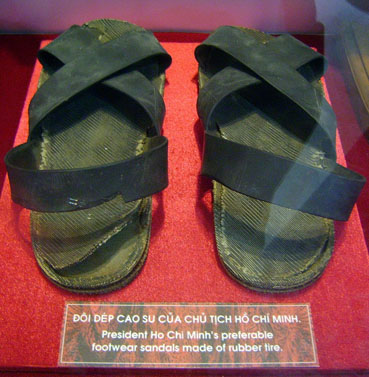 ĐÔI DÉP CAO SU CỦA CHỦ TỊCH HỒ CHÍ MINH.
President Ho Chi Minh's preferable
footwear sandals made of rubber tire.